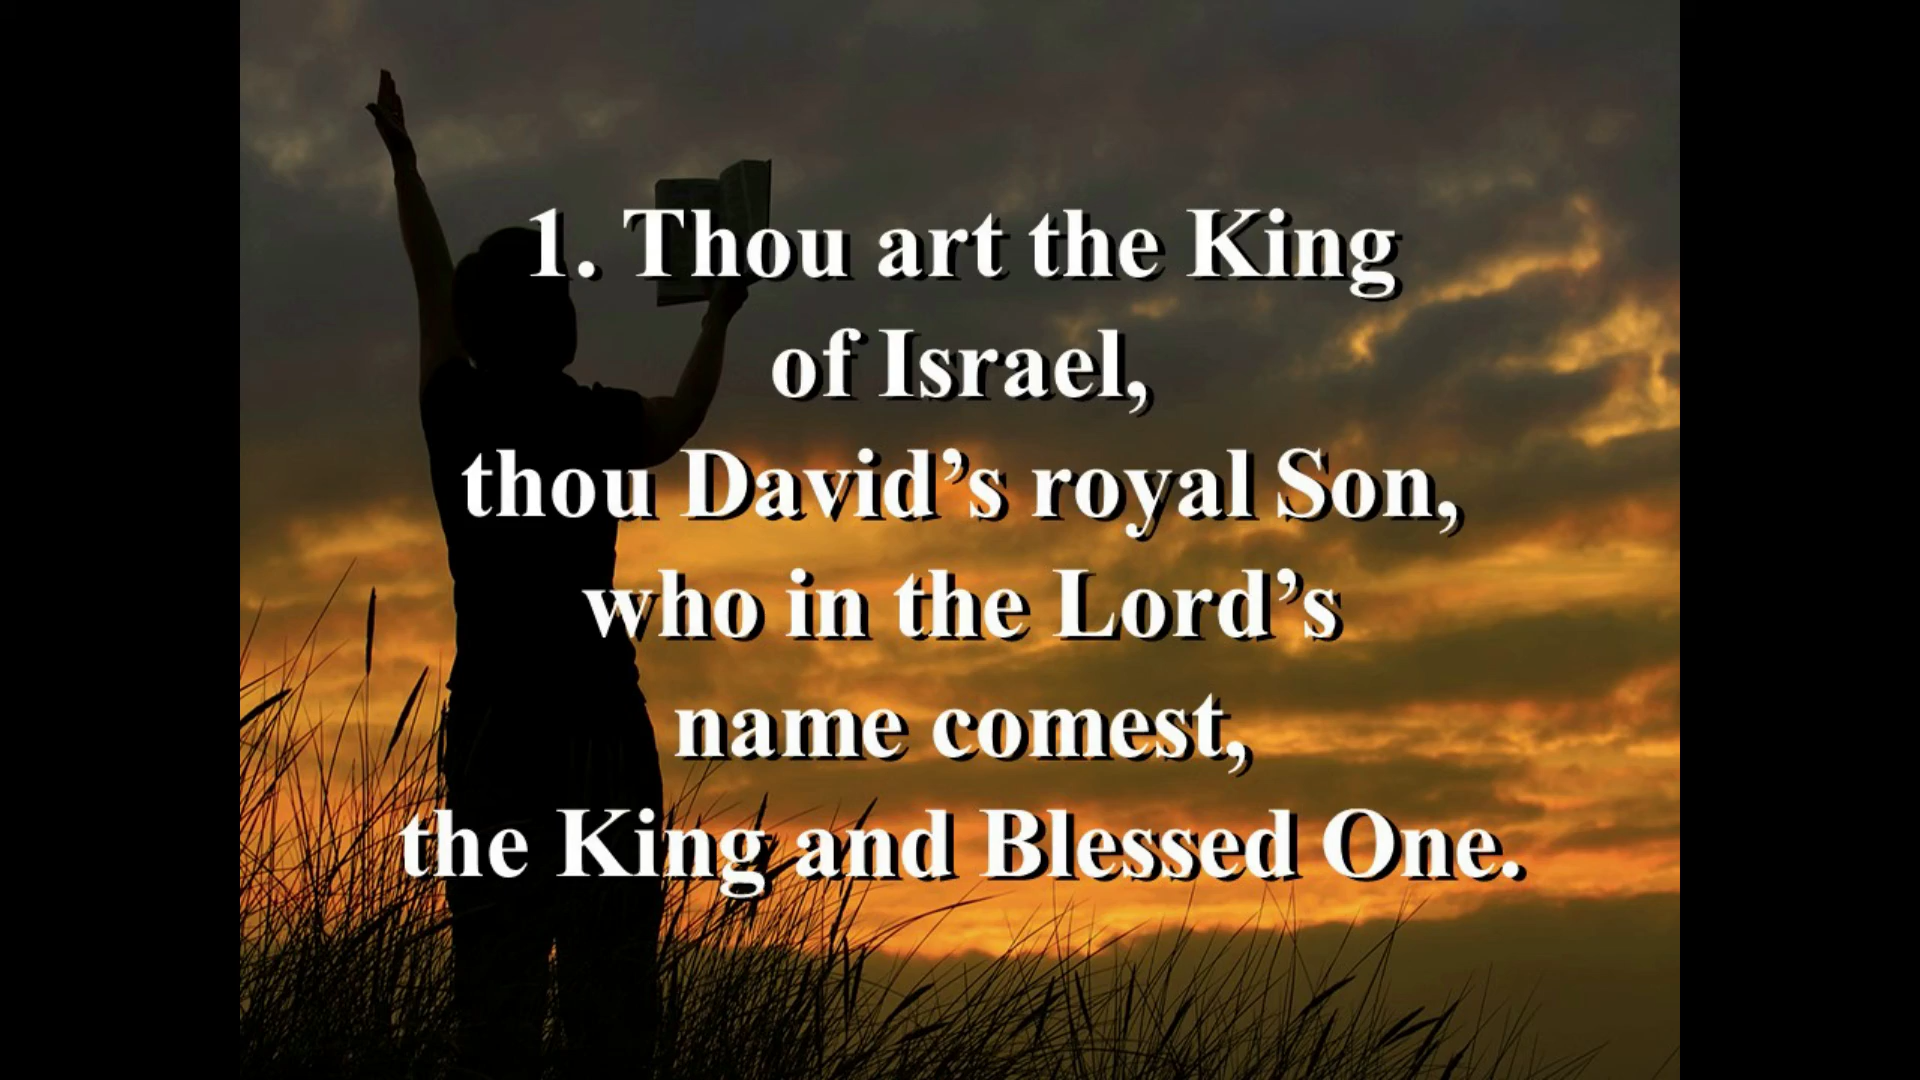 1. Thou art the King
of Israel,
thou David’s royal Son,
who in the Lord’s
name comest,
the King and Blessed One.